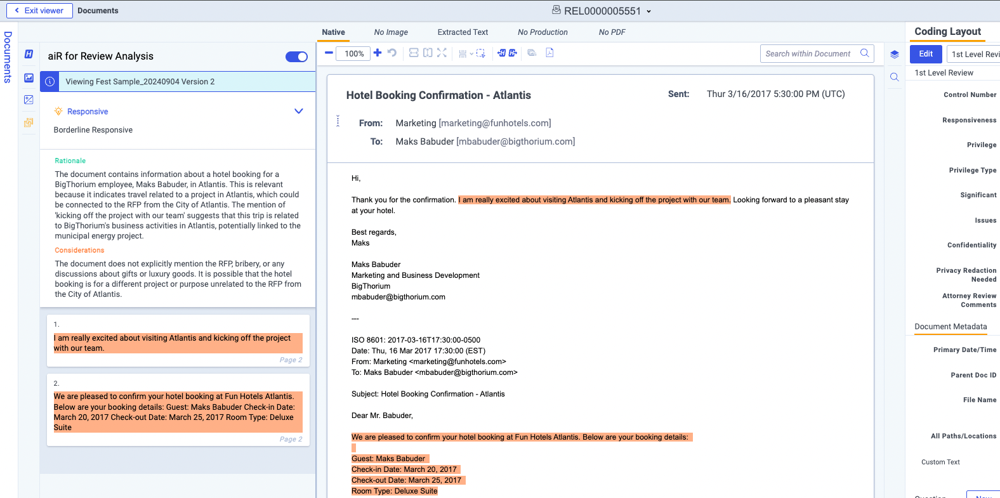 Exit viewer
Documents
REL0000005551
Documents
Native
No Image
Extracted Text
No Production
No PDF
Coding Layout
aiR for Review Analysis
100%
Search within Document
Edit
1st Level Revi
Viewing Fest Sample_20240904 Version 2
1st Level Review
Responsive
Borderline Responsive
Rationale
The document contains information about a hotel booking for a
BigThorium employee, Maks Babuder, in Atlantis. This is relevant
because it indicates travel related to a project in Atlantis, which could
be connected to the RFP from the City of Atlantis. The mention of
'kicking off the project with our team' suggests that this trip is related
to BigThorium's business activities in Atlantis, potentially linked to the
municipal energy project.
Considerations
The document does not explicitly mention the RFP, bribery, or any
discussions about gifts or luxury goods. It is possible that the hotel
booking is for a different project or purpose unrelated to the RFP from
the City of Atlantis.
1.
I am really excited about visiting Atlantis and kicking off the project
with our team.
Page 2
2.
We are pleased to confirm your hotel booking at Fun Hotels Atlantis.
Below are your booking details: Guest: Maks Babuder Check-in Date:
March 20, 2017 Check-out Date: March 25, 2017 Room Type: Deluxe
Suite
Page 2
Hotel Booking Confirmation - Atlantis
Sent: Thur 3/16/2017 5:30:00 PM (UTC)
From: Marketing [marketing@funhotels.com]
To: Maks Babuder [mbabuder@bigthorium.com]
Hi,
Thank you for the confirmation. I am really excited about visiting Atlantis and kicking off the project with our team. Looking forward to a pleasant stay
at your hotel.
Best regards,
Maks
Maks Babuder
Marketing and Business Development
BigThorium
mbabuder@bigthorium.com
---
ISO 8601: 2017-03-16T17:30:00-0500
Date: Thu, 16 Mar 2017 17:30:00 (EST)
From: Marketing <marketing@funhotels.com>
To: Maks Babuder <mbabuder@bigthorium.com>
Subject: Hotel Booking Confirmation - Atlantis
Dear Mr. Babuder,
We are pleased to confirm your hotel booking at Fun Hotels Atlantis. Below are your booking details:
Guest: Maks Babuder
Check-in Date: March 20, 2017
Check-out Date: March 25, 2017
Room Type: Deluxe Suite
Control Number
Responsiveness
Privilege
Privilege Type
Significant
Issues
Confidentiality
Privacy Redaction
Needed
Attorney Review
Comments
Document Metadata
Primary Date/Time
Parent Doc ID
File Name
All Paths/Locations
Custom Text